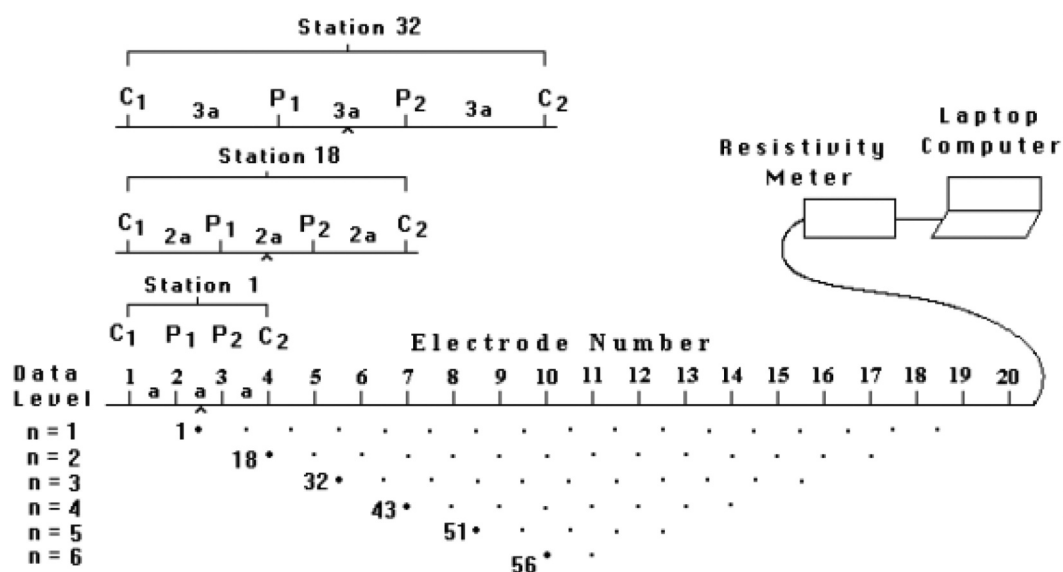 Station 32
C1 3a P1 3a P2 3a C2
Station 18
C1 2a P1 2a P2 2a C2
Station 1
C1 P1 P2 C2
Resistivity Meter
Laptop Computer
Electrode Number
Data Level
1 2 3 4 5 6 7 8 9 10 11 12 13 14 15 16 17 18 19 20
a a a
n = 1 1
n = 2 18
n = 3 32
n = 4 43
n = 5 51
n = 6 56